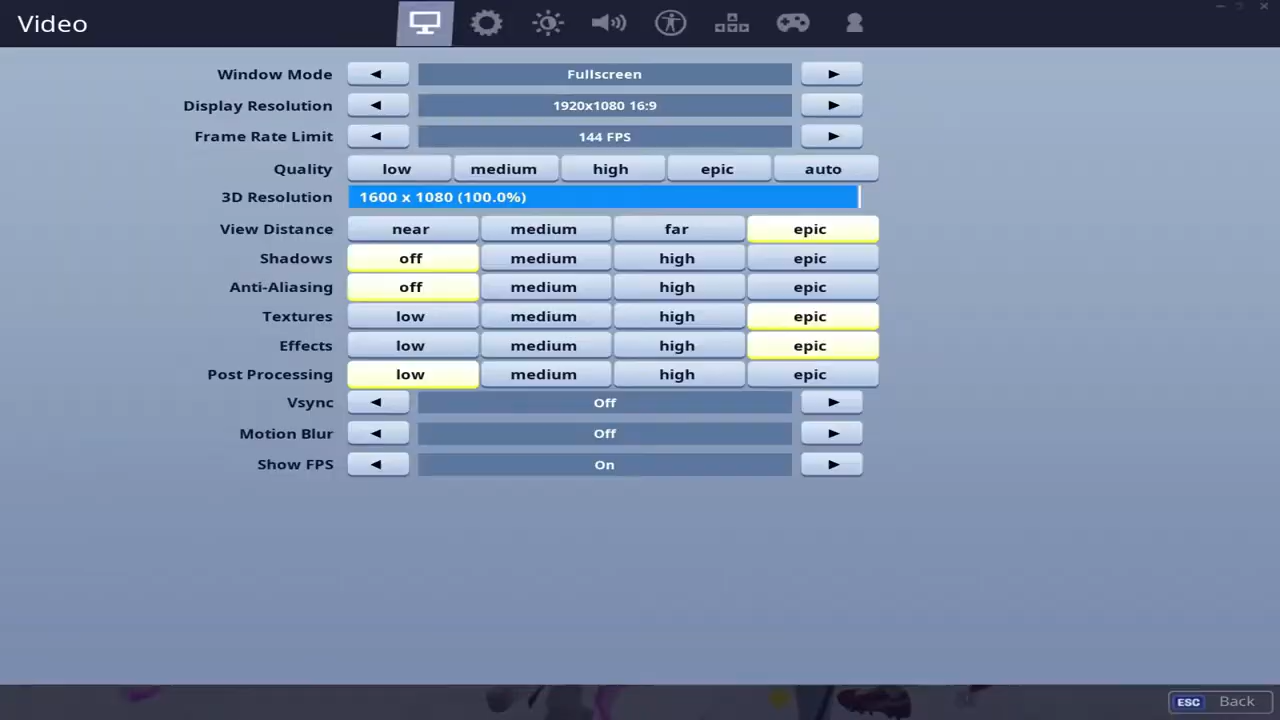 Video
Window Mode Fullscreen
Display Resolution 1920x1080 16:9
Frame Rate Limit 144 FPS
Quality low medium high epic auto
3D Resolution 1600 x 1080 (100.0%)
View Distance near medium far epic
Shadows off medium high epic
Anti-Aliasing off medium high epic
Textures low medium high epic
Effects low medium high epic
Post Processing low medium high epic
Vsync Off
Motion Blur Off
Show FPS On
ESC Back